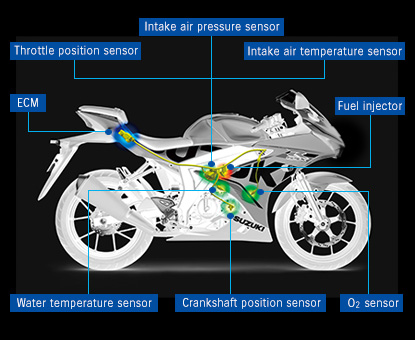 Intake air pressure sensor
Throttle position sensor
Intake air temperature sensor
ECM
Fuel injector
SUZUKI
Water temperature sensor
Crankshaft position sensor
O₂ sensor